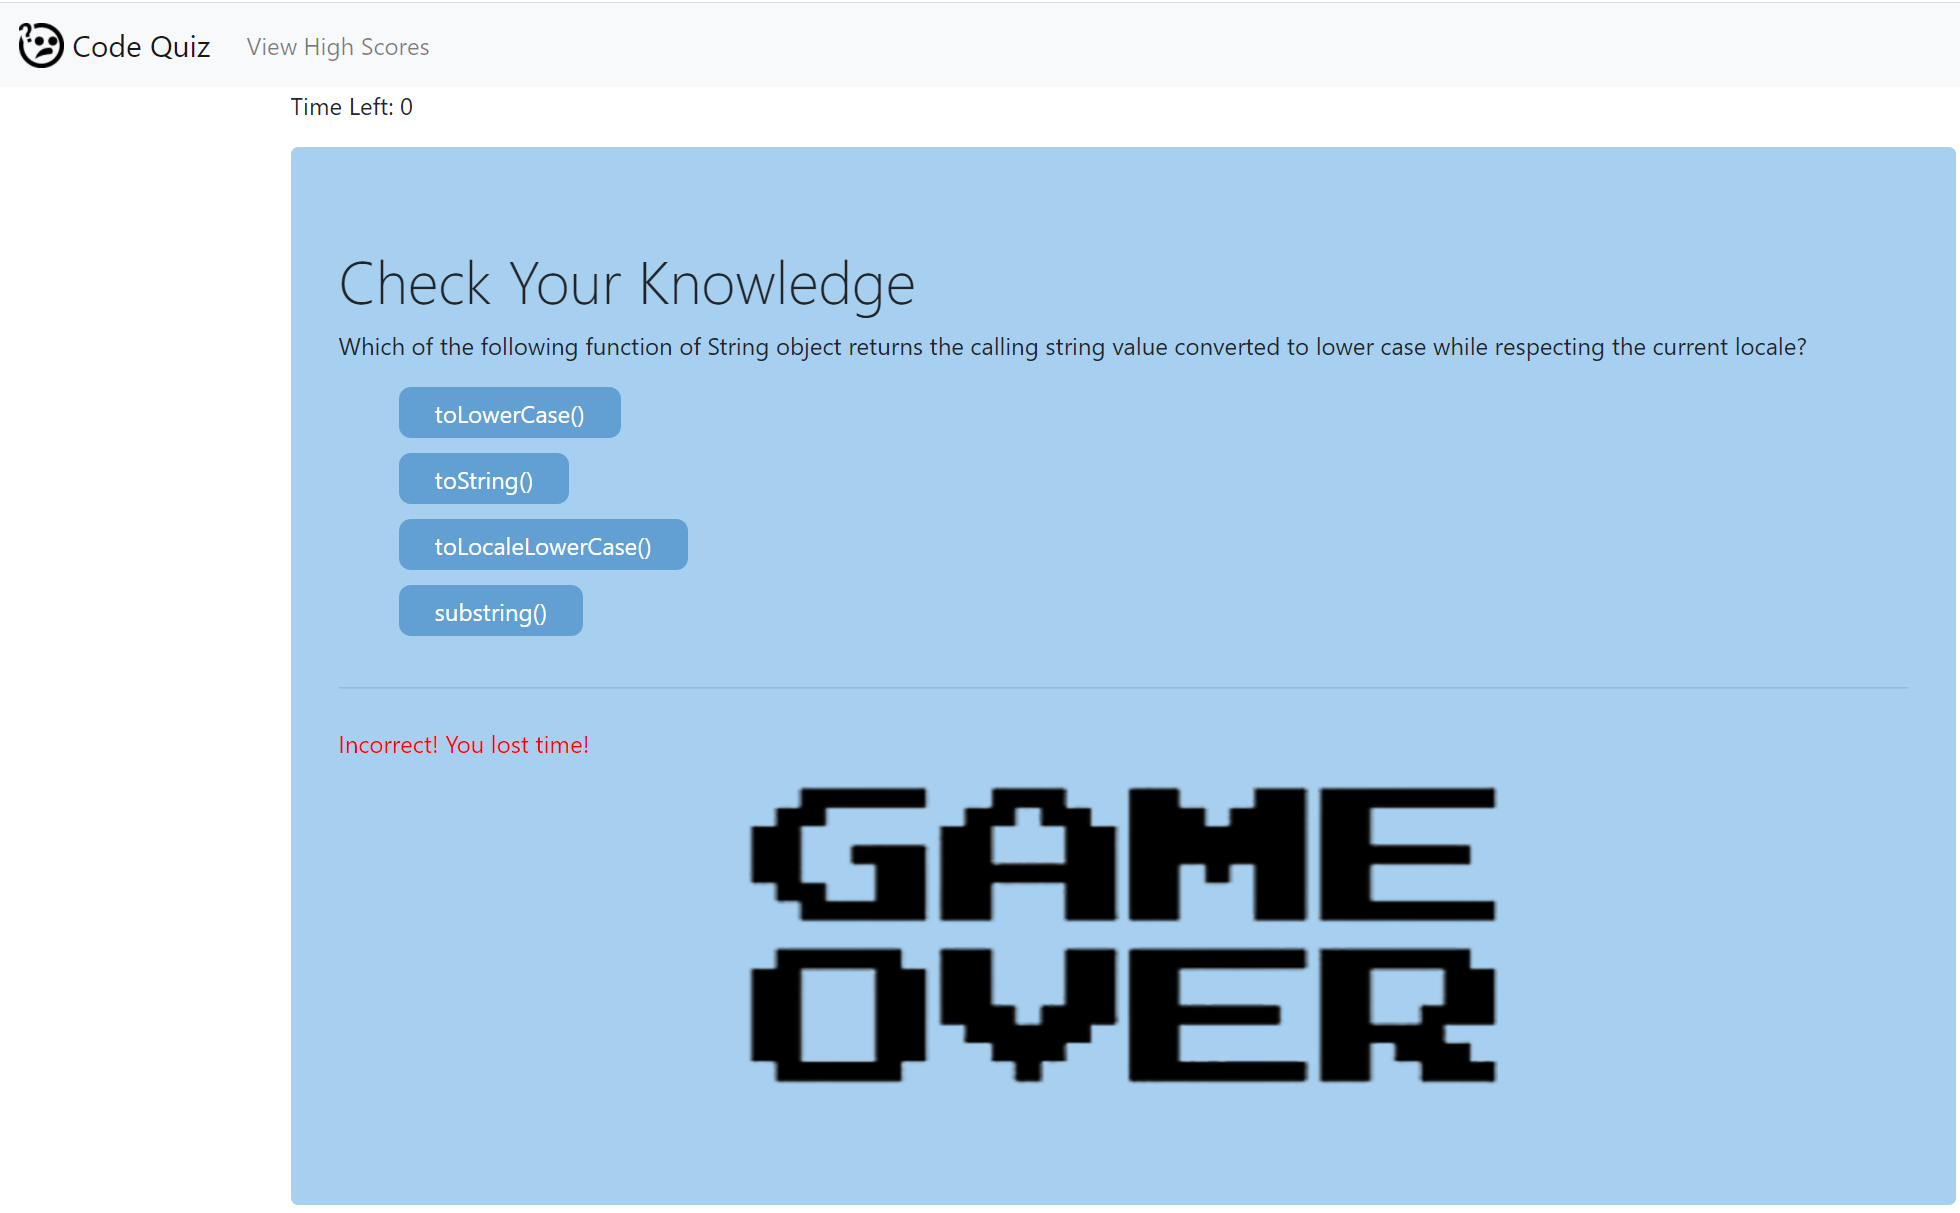 Code Quiz View High Scores
Time Left: 0
Check Your Knowledge
Which of the following function of String object returns the calling string value converted to lower case while respecting the current locale?
toLowerCase()
toString()
toLocaleLowerCase()
substring()
Incorrect! You lost time!
GAME
OVER